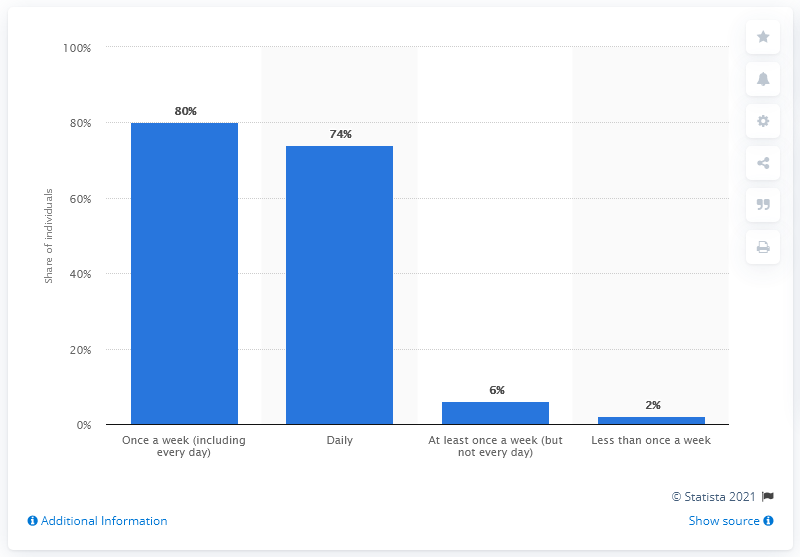 100%
80%
60%
40%
20%
0%
Share of individuals
80%
74%
6%
2%
Once a week (including
every day)
Daily
At least once a week (but
not every day)
Less than once a week
© Statista 2021
Additional Information
Show source